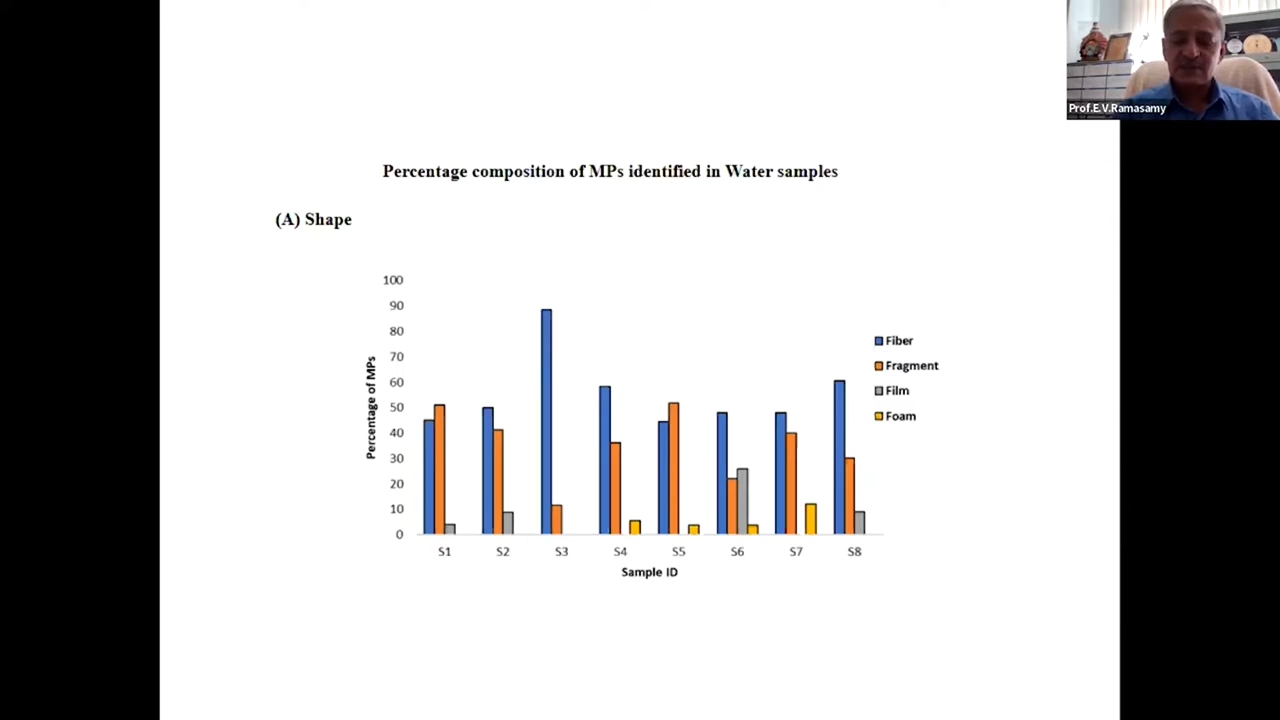 Prof.E.V.Ramasamy
Percentage composition of MPs identified in Water samples
(A) Shape
100
90
80
70
60
50
40
30
20
10
0
Percentage of MPs
S1 S2 S3 S4 S5 S6 S7 S8
Sample ID
Fiber
Fragment
Film
Foam